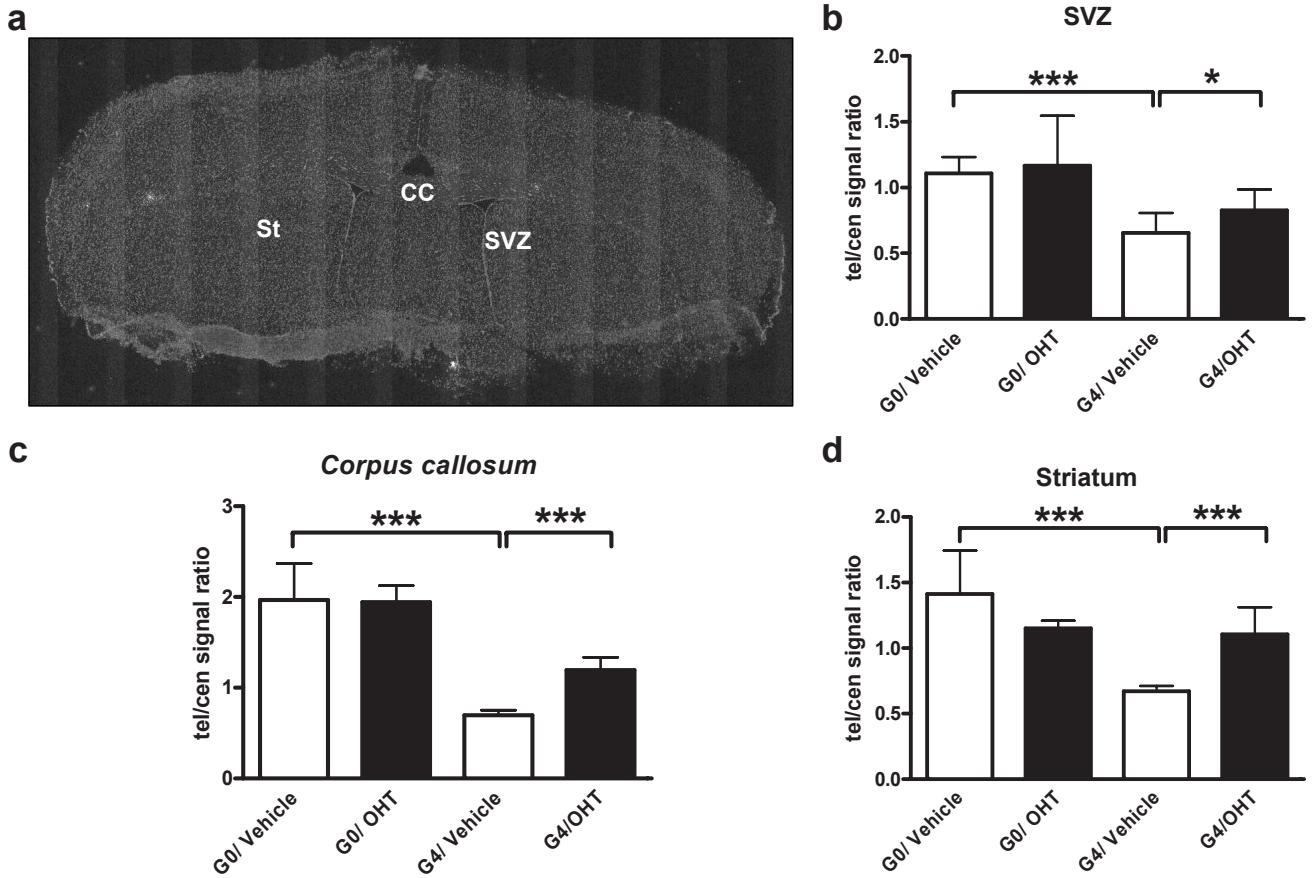 a
St
CC
SVZ
b
SVZ
tel/cen signal ratio
2.0
1.5
1.0
0.5
0.0
***
*
G0/ Vehicle
G0/ OHT
G4/ Vehicle
G4/OHT
c
Corpus callosum
tel/cen signal ratio
3
2
1
0
***
***
G0/ Vehicle
G0/ OHT
G4/ Vehicle
G4/OHT
d
Striatum
tel/cen signal ratio
2.0
1.5
1.0
0.5
0.0
***
***
G0/ Vehicle
G0/ OHT
G4/ Vehicle
G4/OHT